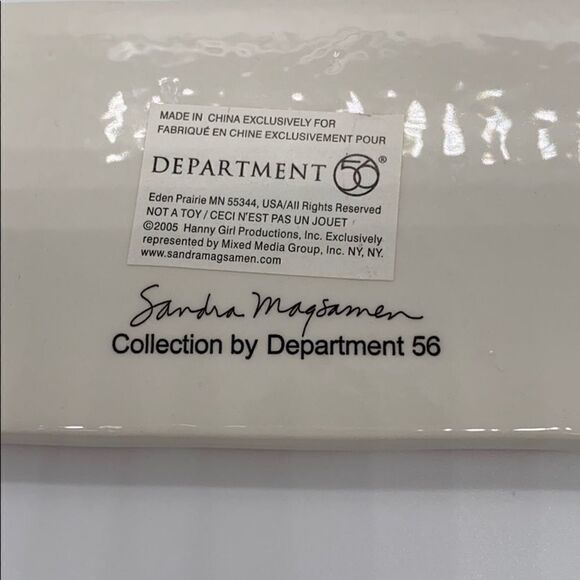 MADE IN CHINA EXCLUSIVELY FOR
FABRIQUÉ EN CHINE EXCLUSIVEMENT POUR
DEPARTMENT 56®
Eden Prairie MN 55344, USA/All Rights Reserved
NOT A TOY / CECI N'EST PAS UN JOUET
©2005 Hanny Girl Productions, Inc. Exclusively
represented by Mixed Media Group, Inc. NY, NY.
www.sandramagsamen.com
Sandra Magsamen
Collection by Department 56